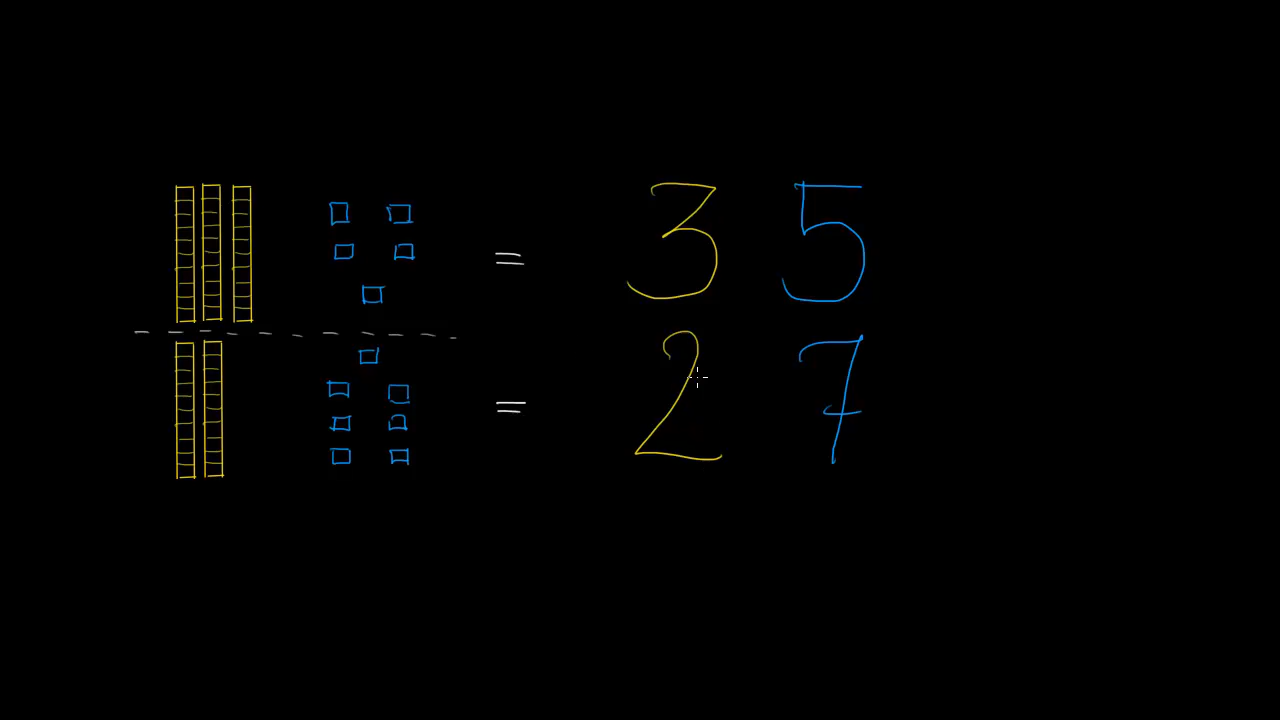 = 35
= 27